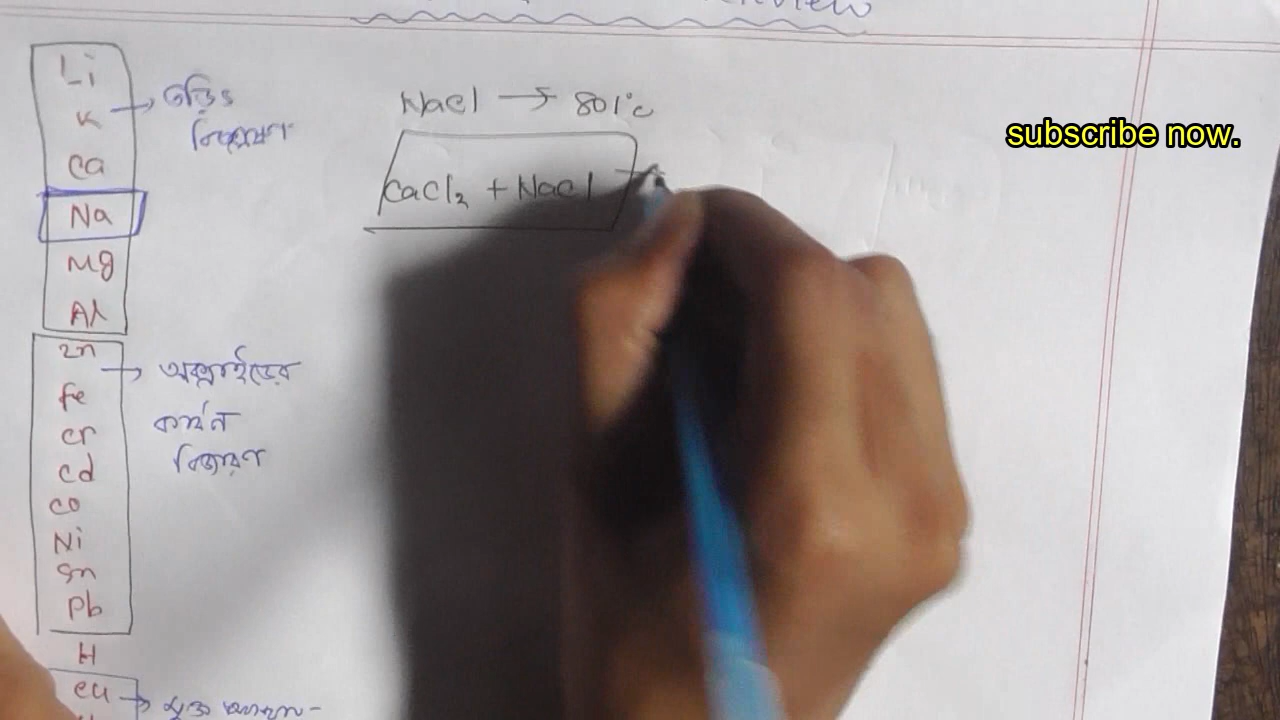 Li
K → তড়িৎ
বিশ্লেষণ
Ca
Na
Mg
Al
Zn → অক্সাইডের
কার্বন
বিজারণ
Fe
Cr
Cd
Co
Ni
Sn
Pb
H
Cu → মুক্ত
NaCl → 801°C
CaCl₂ + NaCl
subscribe now.